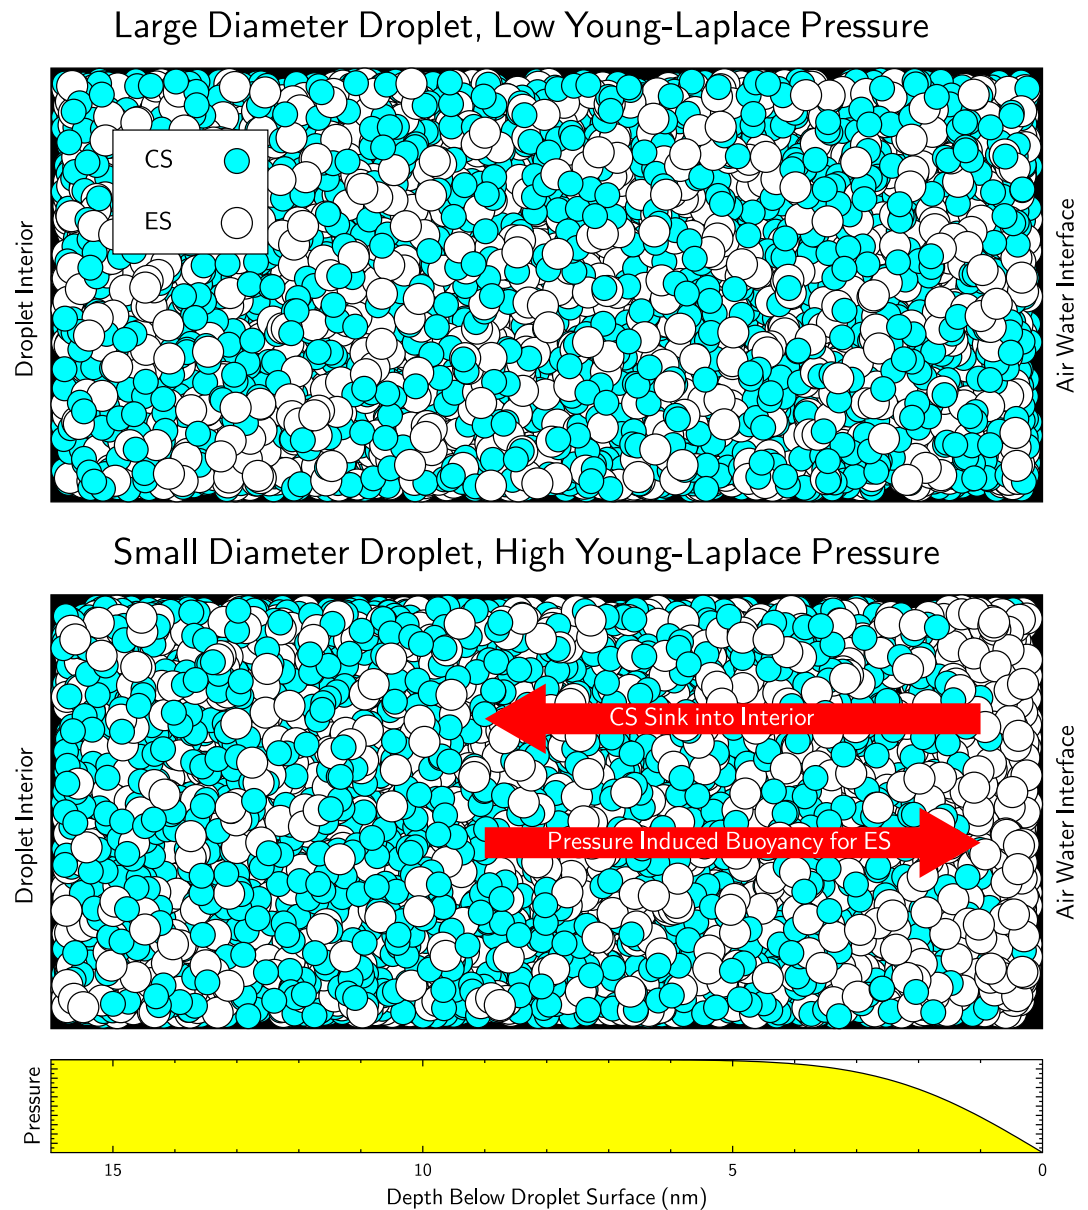 Large Diameter Droplet, Low Young-Laplace Pressure
CS
ES
Droplet Interior
Air Water Interface
Small Diameter Droplet, High Young-Laplace Pressure
CS Sink into Interior
Pressure Induced Buoyancy for ES
Droplet Interior
Air Water Interface
Pressure
15 10 5 0
Depth Below Droplet Surface (nm)